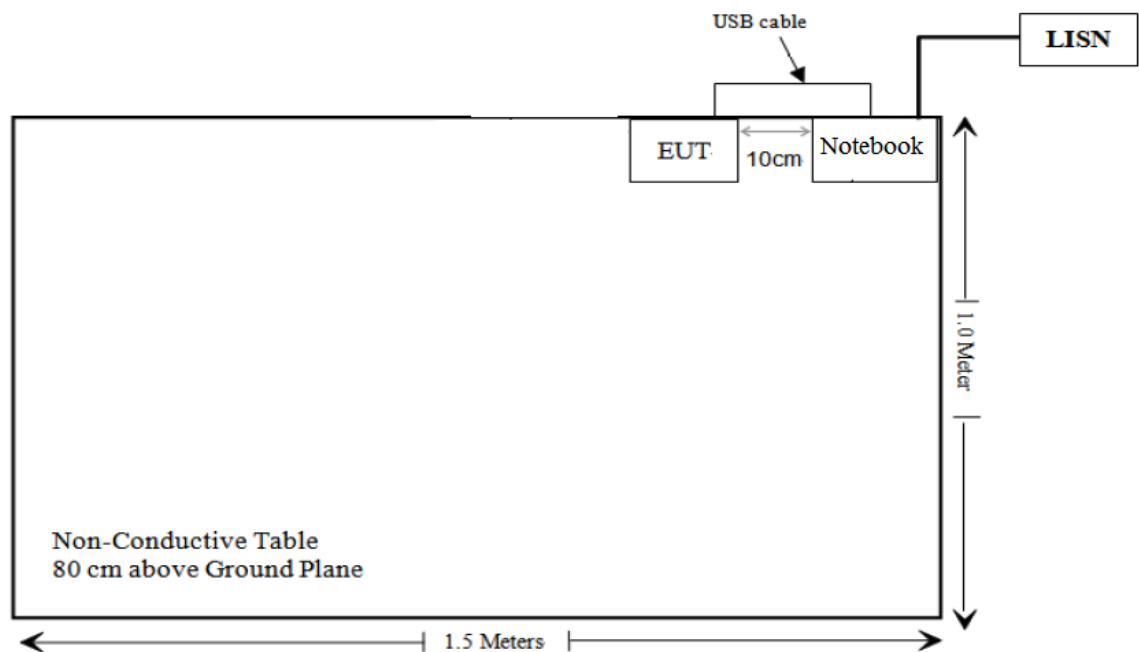 USB cable
LISN
EUT
10cm
Notebook
1.0 Meter
Non-Conductive Table
80 cm above Ground Plane
1.5 Meters